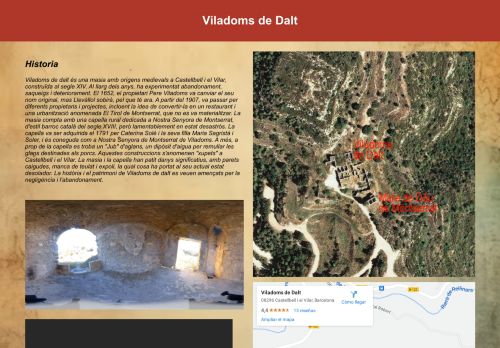 Viladoms de Dalt
Historia
Viladoms de dalt és una masia amb orígens medievals a Castellbell i el Vilar,
construïda al segle XIV. Al llarg dels anys, ha experimentat abandonament,
saqueigs i deteriorament. El 1652, el propietari Pere Viladoms va canviar el seu
nom original, mas Llevallol sobirà, pel que té ara. A partir del 1907, va passar per
diferents propietaris i projectes, incloent la idea de convertir-la en un restaurant i
una urbanització anomenada El Tirol de Montserrat, que no es va materialitzar. La
masia compta amb una capella rural dedicada a Nostra Senyora de Montserrat,
d'estil barroc català del segle XVIII, però lamentablement en estat desastrós. La
capella va ser adquirida el 1791 per Caterina Solé i la seva filla Maria Sagristà i
Soler, i és coneguda com a Nostra Senyora de Montserrat de Viladoms. A més, a
prop de la capella es troba un "Jub" d'aglans, un dipòsit d'aigua per remullar les
glaçs destinades als porcs. Aquestes construccions s'anomenen "xupets" a
Castellbell i el Vilar. La masia i la capella han patit danys significatius, amb parets
caigudes, manca de teulat i expoli, la qual cosa ha portat al seu actual estat
desolador. La història i el patrimoni de Viladoms de dalt es veuen amençats per la
negligència i l'abandonament.
Viladoms
de Dalt
Viladoms de Dalt
08295 Castellbell i el Vilar, Barcelona
Cómo llegar
4,4 13 reseñas
Ampliar el mapa